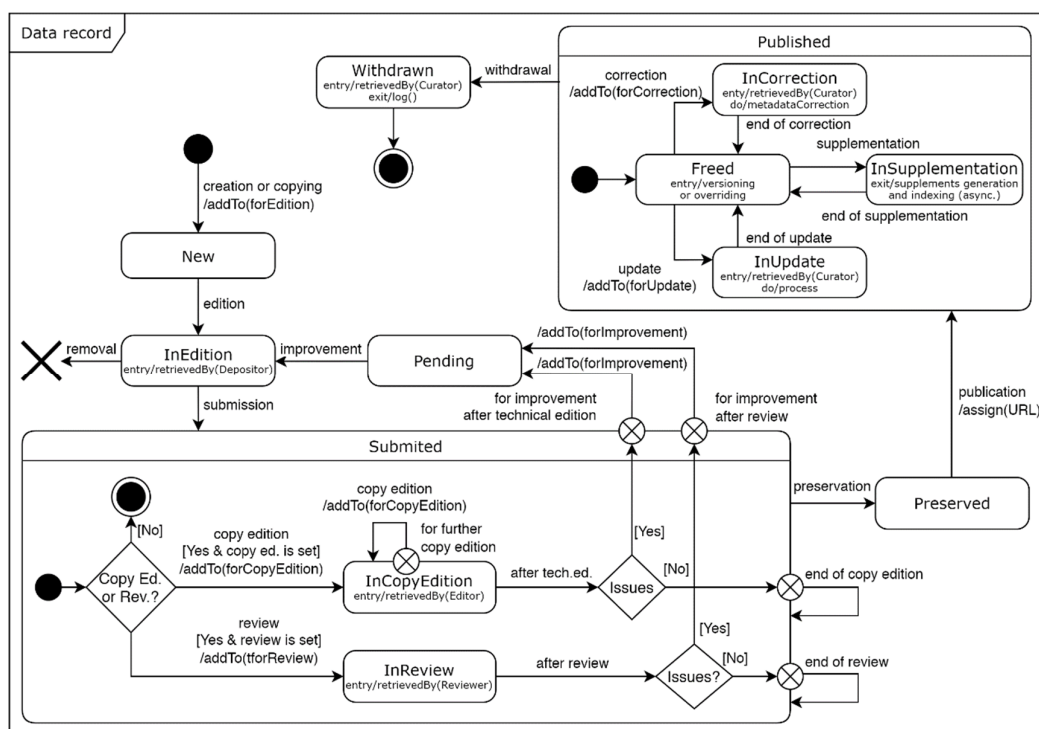 Data record
Withdrawn
entry/retrievedBy(Curator)
exit/log()
withdrawal
Published
correction
/addTo(forCorrection)
InCorrection
enty/retrievedBy(Curator)
do/metadataCorrection
end of correction
supplementation
Freed
entry/versioning
or overriding
InSupplementation
exit/supplements generation
and indexing (async.)
end of supplementation
end of update
update
/addTo(forUpdate)
InUpdate
entry/retrievedBy(Curator)
do/process
creation or copying
/addTo(forEdition)
New
edition
removal
InEdition
entry/retrievedBy(Depositor)
improvement
Pending
/addTo(forImprovement)
/addTo(forImprovement)
submission
for improvement
after technical edition
for improvement
after review
publication
/assign(URL)
Submited
preservation
Preserved
[No]
copy edition
[Yes & copy ed. is set]
/addTo(forCopyEdition)
copy edition
/addTo(forCopyEdition)
for further
copy edition
Copy Ed.
or Rev.?
InCopyEdition
entry/retrievedBy(Editor)
after tech.ed.
[Yes]
Issues
[No]
end of copy edition
review
[Yes & review is set]
/addTo(tforReview)
InReview
entry/retrievedBy(Reviewer)
after review
[Yes]
Issues?
[No]
end of review